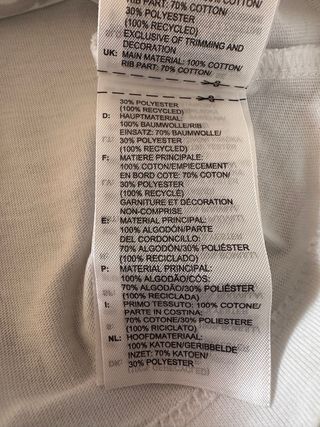 RIB PART: 70% COTTON/
30% POLYESTER
(100% RECYCLED)
EXCLUSIVE OF TRIMMING AND
DECORATION
UK: MAIN MATERIAL: 100% COTTON/
RIB PART: 70% COTTON/
30% POLYESTER
(100% RECYCLED)
D: HAUPTMATERIAL:
100% BAUMWOLLE/RIB
EINSATZ: 70% BAUMWOLLE/
30% POLYESTER
(100% RECYCLED)
F: MATIERE PRINCIPALE:
100% COTON/EMPIECEMENT
EN BORD COTE: 70% COTON/
30% POLYESTER
(100% RECYCLÉ)
GARNITURE ET DÉCORATION
NON-COMPRISE
E: MATERIAL PRINCIPAL:
100% ALGODÓN/PARTE
DEL CORDONCILLO:
70% ALGODÓN/30% POLIÉSTER
(100% RECICLADO)
P: MATERIAL PRINCIPAL:
100% ALGODÃO/CÓS:
70% ALGODÃO/30% POLIÉSTER
(100% RECICLADA)
I: PRIMO TESSUTO: 100% COTONE/
PARTE IN COSTINA:
70% COTONE/30% POLIESTERE
(100% RICICLATO)
NL: HOOFDMATERIAAL:
100% KATOEN/GERIBBELDE
INZET: 70% KATOEN/
30% POLYESTER